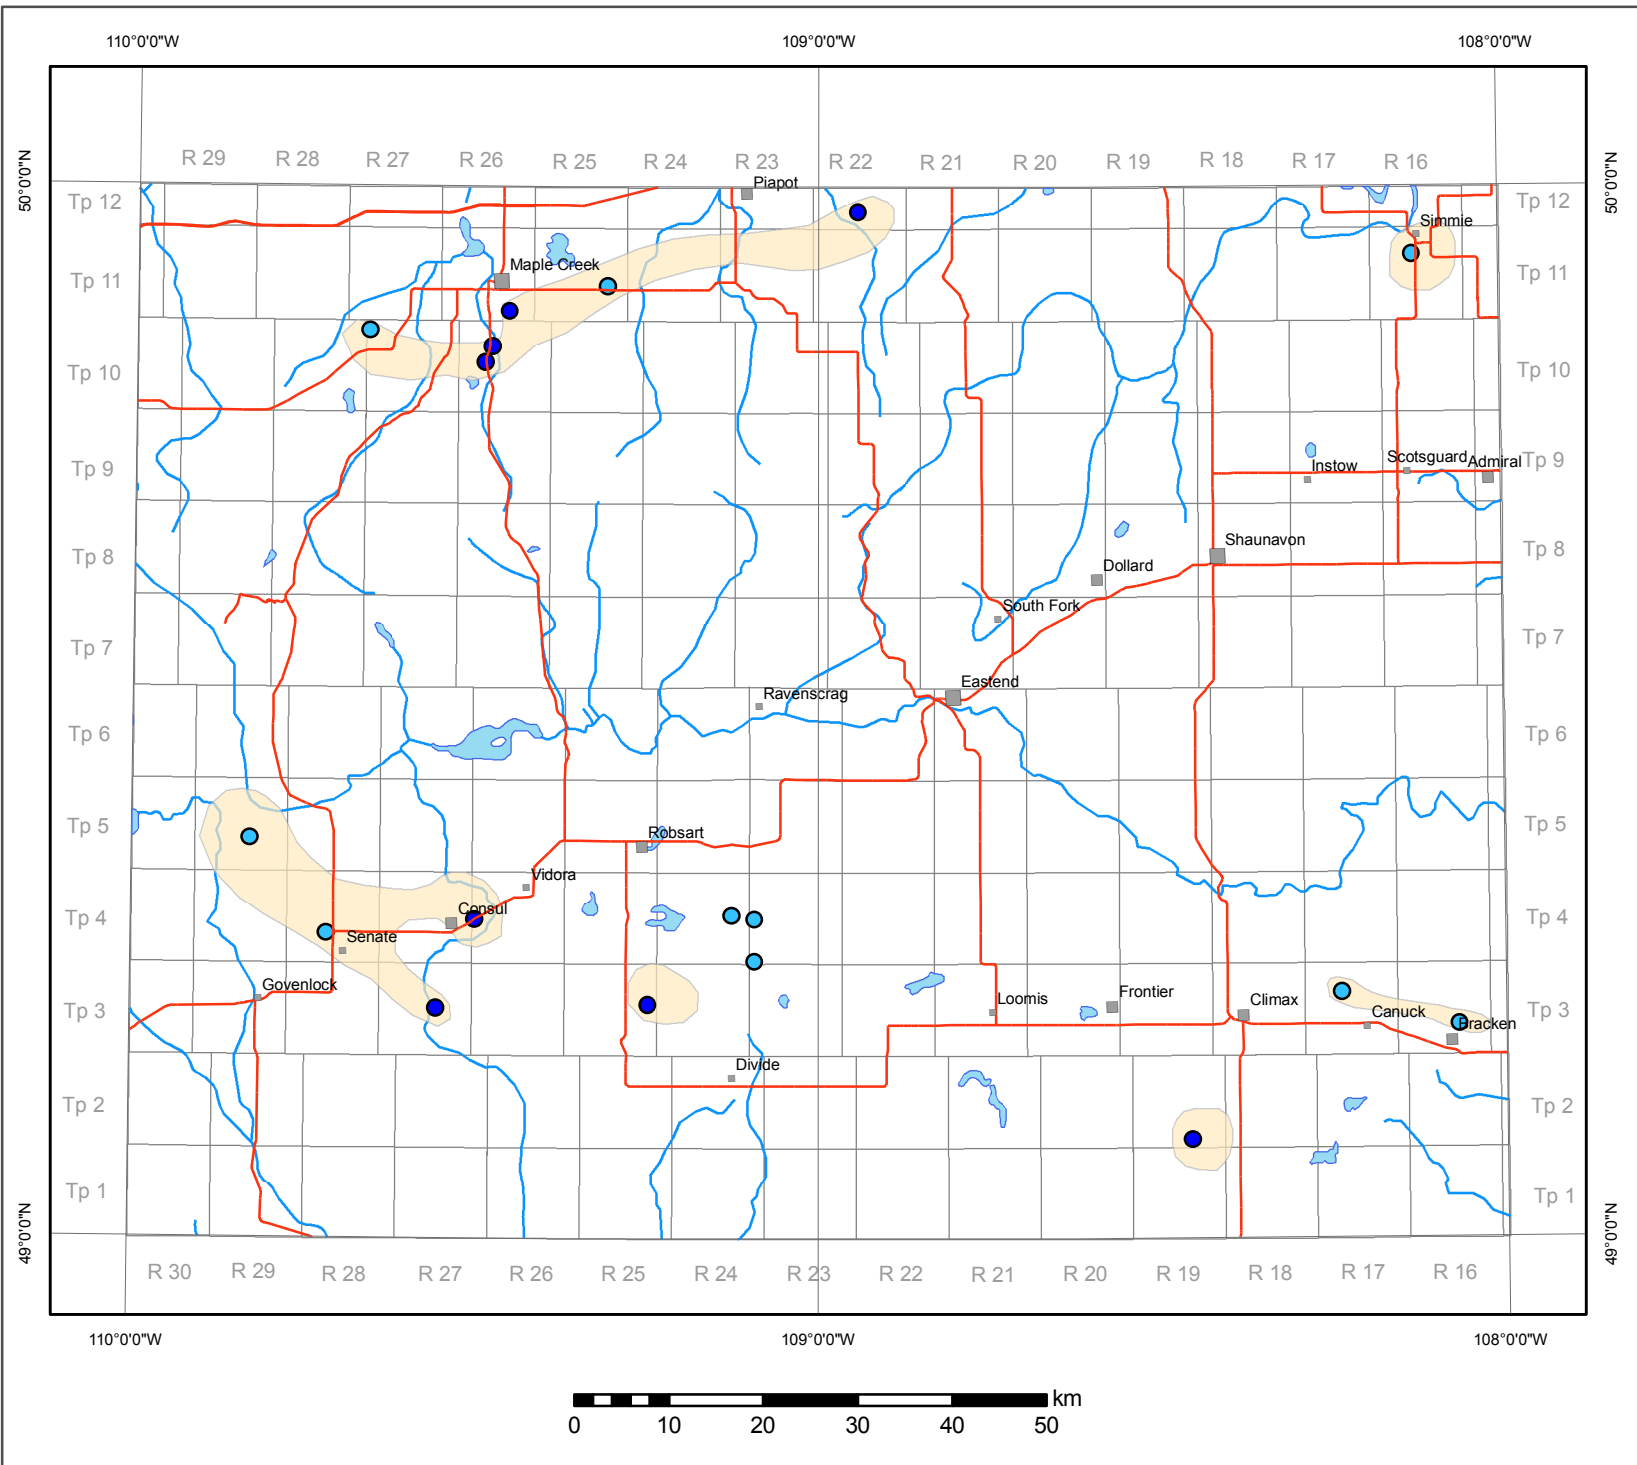 110°0'0"W 109°0'0"W 108°0'0"W
50°0'0"N 50°0'0"N
R 29 R 28 R 27 R 26 R 25 R 24 R 23 R 22 R 21 R 20 R 19 R 18 R 17 R 16
Piapot
Tp 12 Tp 12
Simmie
Maple Creek
Tp 11 Tp 11
Tp 10 Tp 10
Tp 9 Instow Scotsguard Admiral Tp 9
Shaunavon
Tp 8 Tp 8
Dollard
South Fork
Tp 7 Tp 7
Eastend
Ravenscrag
Tp 6 Tp 6
Tp 5 Tp 5
Robsart
Vidora
Consul
Tp 4 Tp 4
Senate
Govenlock
Loomis Frontier Climax
Tp 3 Canuck Tp 3
Bracken
Divide
Tp 2 Tp 2
Tp 1 Tp 1
49°0'0"N 49°0'0"N
R 30 R 29 R 28 R 27 R 26 R 25 R 24 R 23 R 22 R 21 R 20 R 19 R 18 R 17 R 16
110°0'0"W 109°0'0"W 108°0'0"W
km
0 10 20 30 40 50